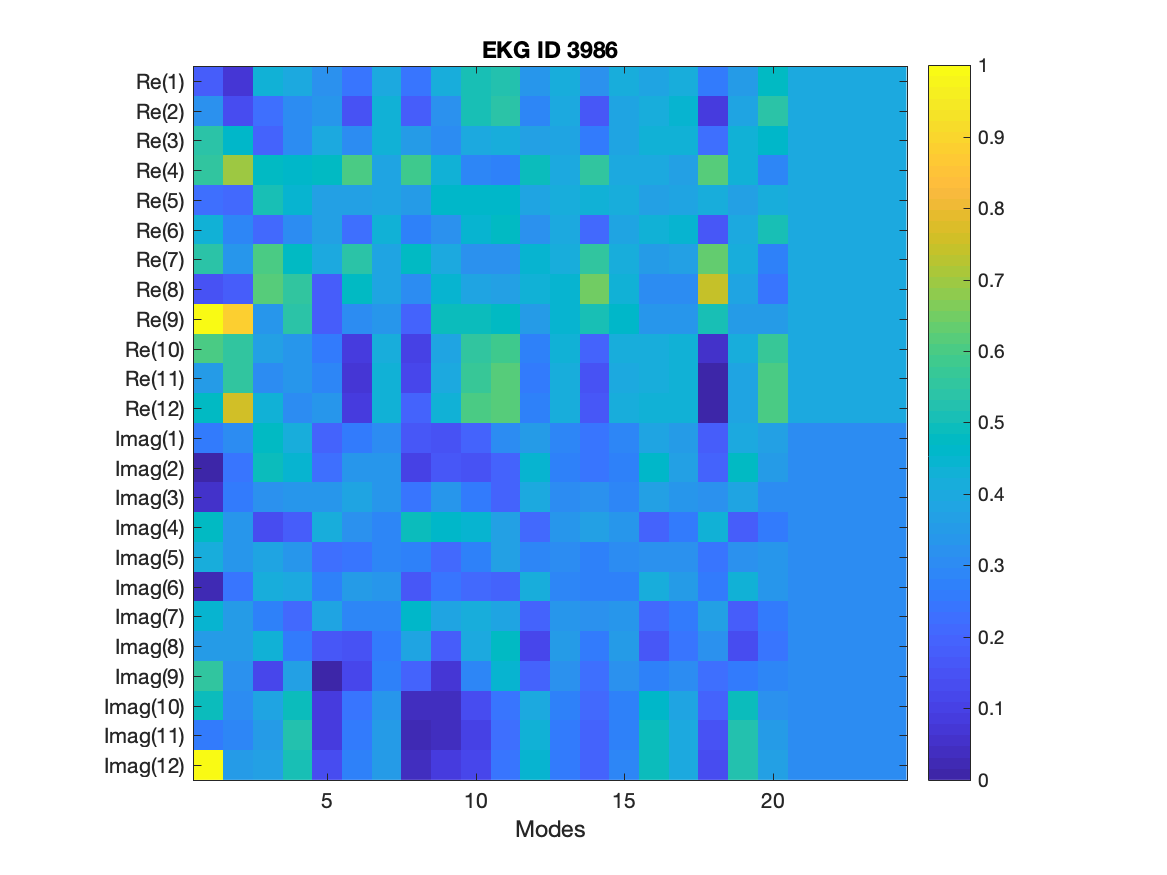 EKG ID 3986
Re(1)
Re(2)
Re(3)
Re(4)
Re(5)
Re(6)
Re(7)
Re(8)
Re(9)
Re(10)
Re(11)
Re(12)
Imag(1)
Imag(2)
Imag(3)
Imag(4)
Imag(5)
Imag(6)
Imag(7)
Imag(8)
Imag(9)
Imag(10)
Imag(11)
Imag(12)
5 10 15 20
Modes
1
0.9
0.8
0.7
0.6
0.5
0.4
0.3
0.2
0.1
0